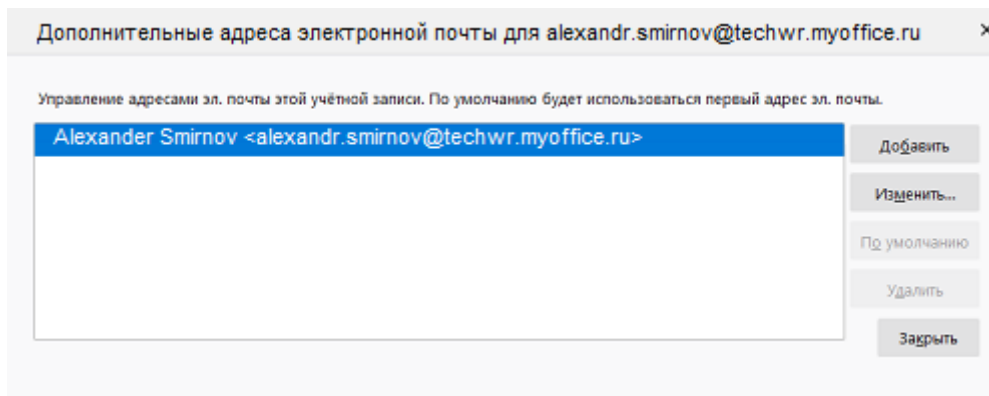 Дополнительные адреса электронной почты для alexandr.smirnov@techwr.myoffice.ru
Управление адресами эл. почты этой учётной записи. По умолчанию будет использоваться первый адрес эл. почты.
Alexander Smirnov <alexandr.smirnov@techwr.myoffice.ru>
Добавить
Изменить...
По умолчанию
Удалить
Закрыть